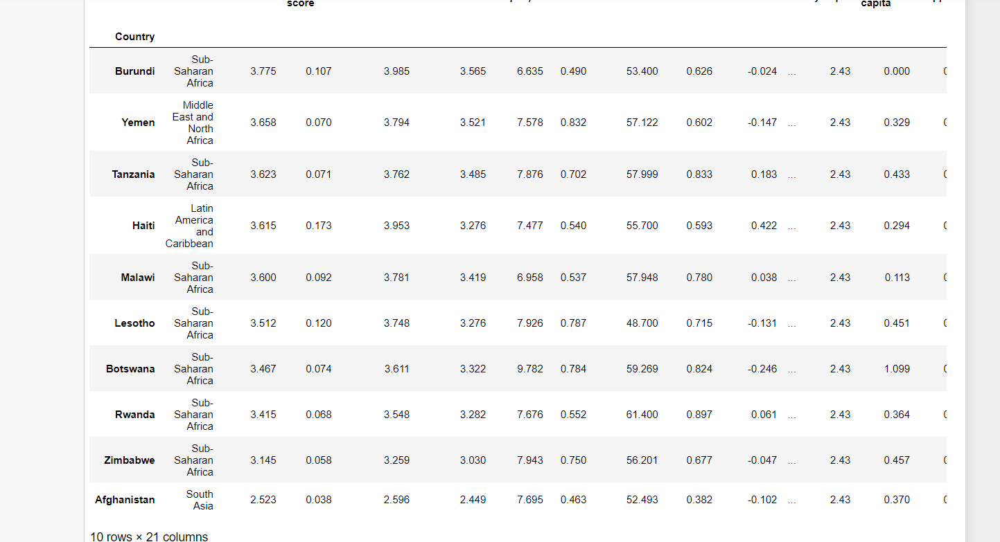 score capita
Country
Burundi Sub-Saharan Africa 3.775 0.107 3.985 3.565 6.635 0.490 53.400 0.626 -0.024 ... 2.43 0.000
Yemen Middle East and North Africa 3.658 0.070 3.794 3.521 7.578 0.832 57.122 0.602 -0.147 ... 2.43 0.329
Tanzania Sub-Saharan Africa 3.623 0.071 3.762 3.485 7.876 0.702 57.999 0.833 0.183 ... 2.43 0.433
Haiti Latin America and Caribbean 3.615 0.173 3.953 3.276 7.477 0.540 55.700 0.593 0.422 ... 2.43 0.294
Malawi Sub-Saharan Africa 3.600 0.092 3.781 3.419 6.958 0.537 57.948 0.780 0.038 ... 2.43 0.113
Lesotho Sub-Saharan Africa 3.512 0.120 3.748 3.276 7.926 0.787 48.700 0.715 -0.131 ... 2.43 0.451
Botswana Sub-Saharan Africa 3.467 0.074 3.611 3.322 9.782 0.784 59.269 0.824 -0.246 ... 2.43 1.099
Rwanda Sub-Saharan Africa 3.415 0.068 3.548 3.282 7.676 0.552 61.400 0.897 0.061 ... 2.43 0.364
Zimbabwe Sub-Saharan Africa 3.145 0.058 3.259 3.030 7.943 0.750 56.201 0.677 -0.047 ... 2.43 0.457
Afghanistan South Asia 2.523 0.038 2.596 2.449 7.695 0.463 52.493 0.382 -0.102 ... 2.43 0.370
10 rows × 21 columns